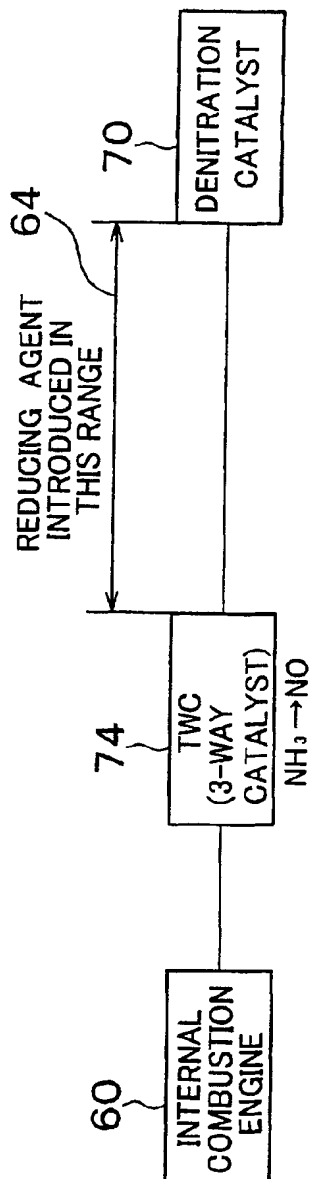 60
INTERNAL
COMBUSTION
ENGINE
74
TWC
(3-WAY
CATALYST)
NH₃→NO
REDUCING AGENT
INTRODUCED IN
THIS RANGE
64
70
DENITRATION
CATALYST